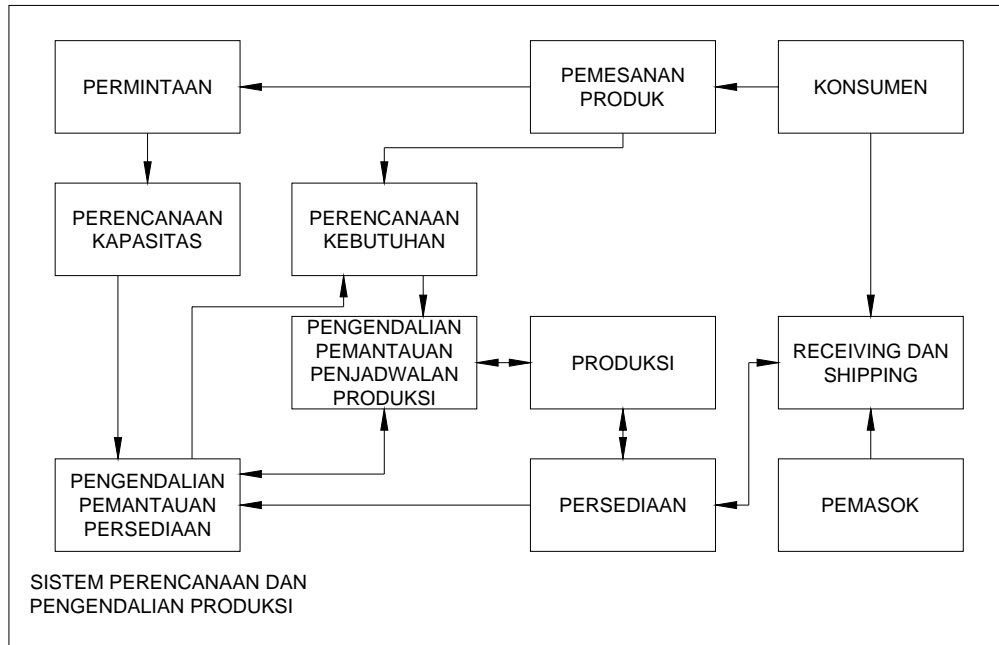 PERMINTAAN
PEMESANAN
PRODUK
KONSUMEN
PERENCANAAN
KAPASITAS
PERENCANAAN
KEBUTUHAN
PENGENDALIAN
PEMANTAUAN
PENJADWALAN
PRODUKSI
PRODUKSI
RECEIVING DAN
SHIPPING
PENGENDALIAN
PEMANTAUAN
PERSEDIAAN
PERSEDIAAN
PEMASOK
SISTEM PERENCANAAN DAN
PENGENDALIAN PRODUKSI